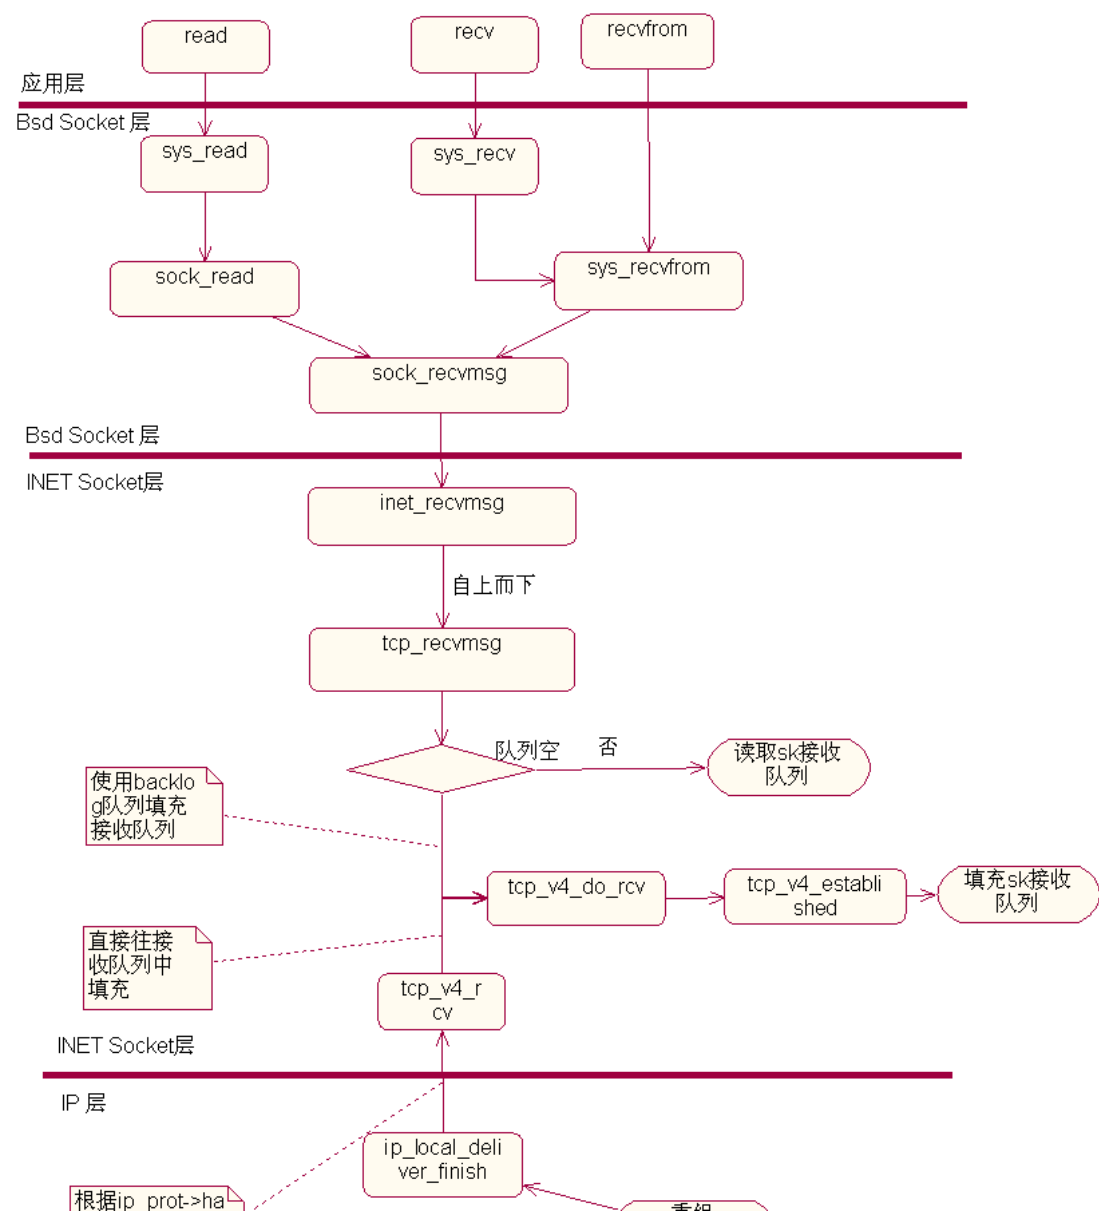 read
recv
recvfrom
应用层
Bsd Socket 层
sys_read
sys_recv
sock_read
sys_recvfrom
sock_recvmsg
Bsd Socket 层
INET Socket层
inet_recvmsg
自上而下
tcp_recvmsg
队列空
否
读取sk接收
队列
使用backlo
g队列填充
接收队列
tcp_v4_do_rcv
tcp_v4_establi
shed
填充sk接收
队列
直接往接
收队列中
填充
tcp_v4_r
cv
INET Socket层
IP 层
ip_local_deli
ver_finish
根据ip_prot->ha
重组